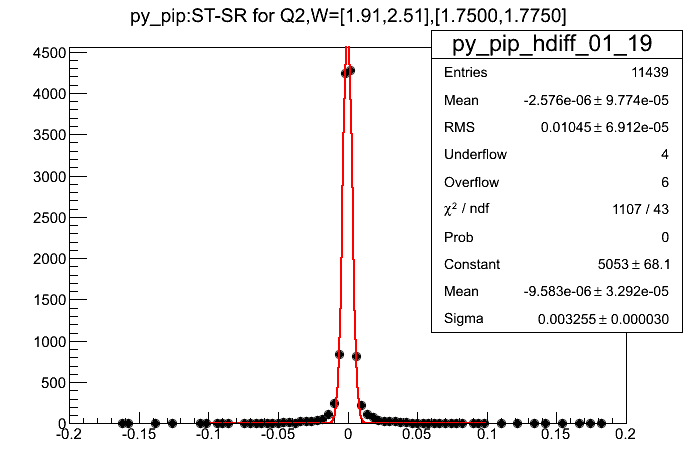 py_pip:ST-SR for Q2,W=[1.91,2.51],[1.7500,1.7750]
py_pip_hdiff_01_19
Entries 11439
Mean -2.576e-06 ± 9.774e-05
RMS 0.01045 ± 6.912e-05
Underflow 4
Overflow 6
χ² / ndf 1107 / 43
Prob 0
Constant 5053 ± 68.1
Mean -9.583e-06 ± 3.292e-05
Sigma 0.003255 ± 0.000030
4500
4000
3500
3000
2500
2000
1500
1000
500
0
-0.2 -0.15 -0.1 -0.05 0 0.05 0.1 0.15 0.2